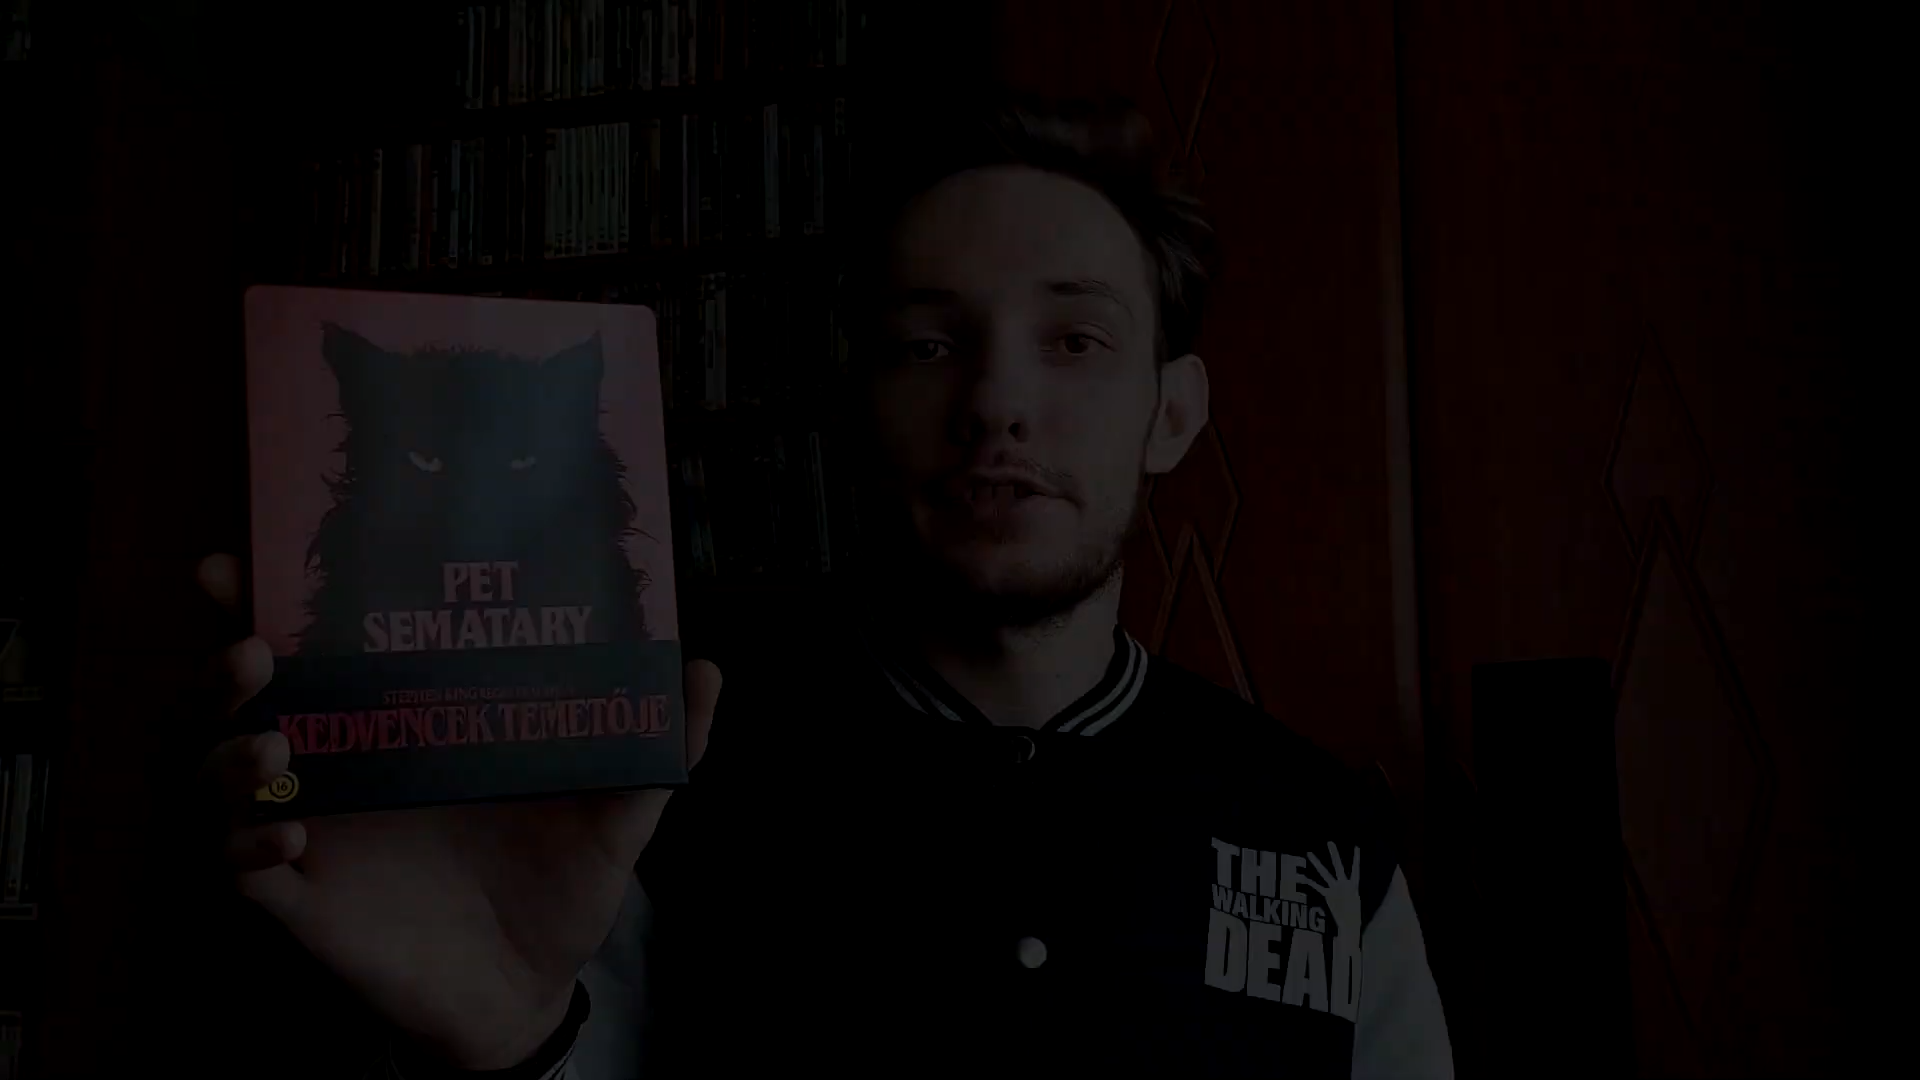 PET
SEMATARY
KEDVENCEK TEMETŐJE
16
THE
WALKING
DEAD